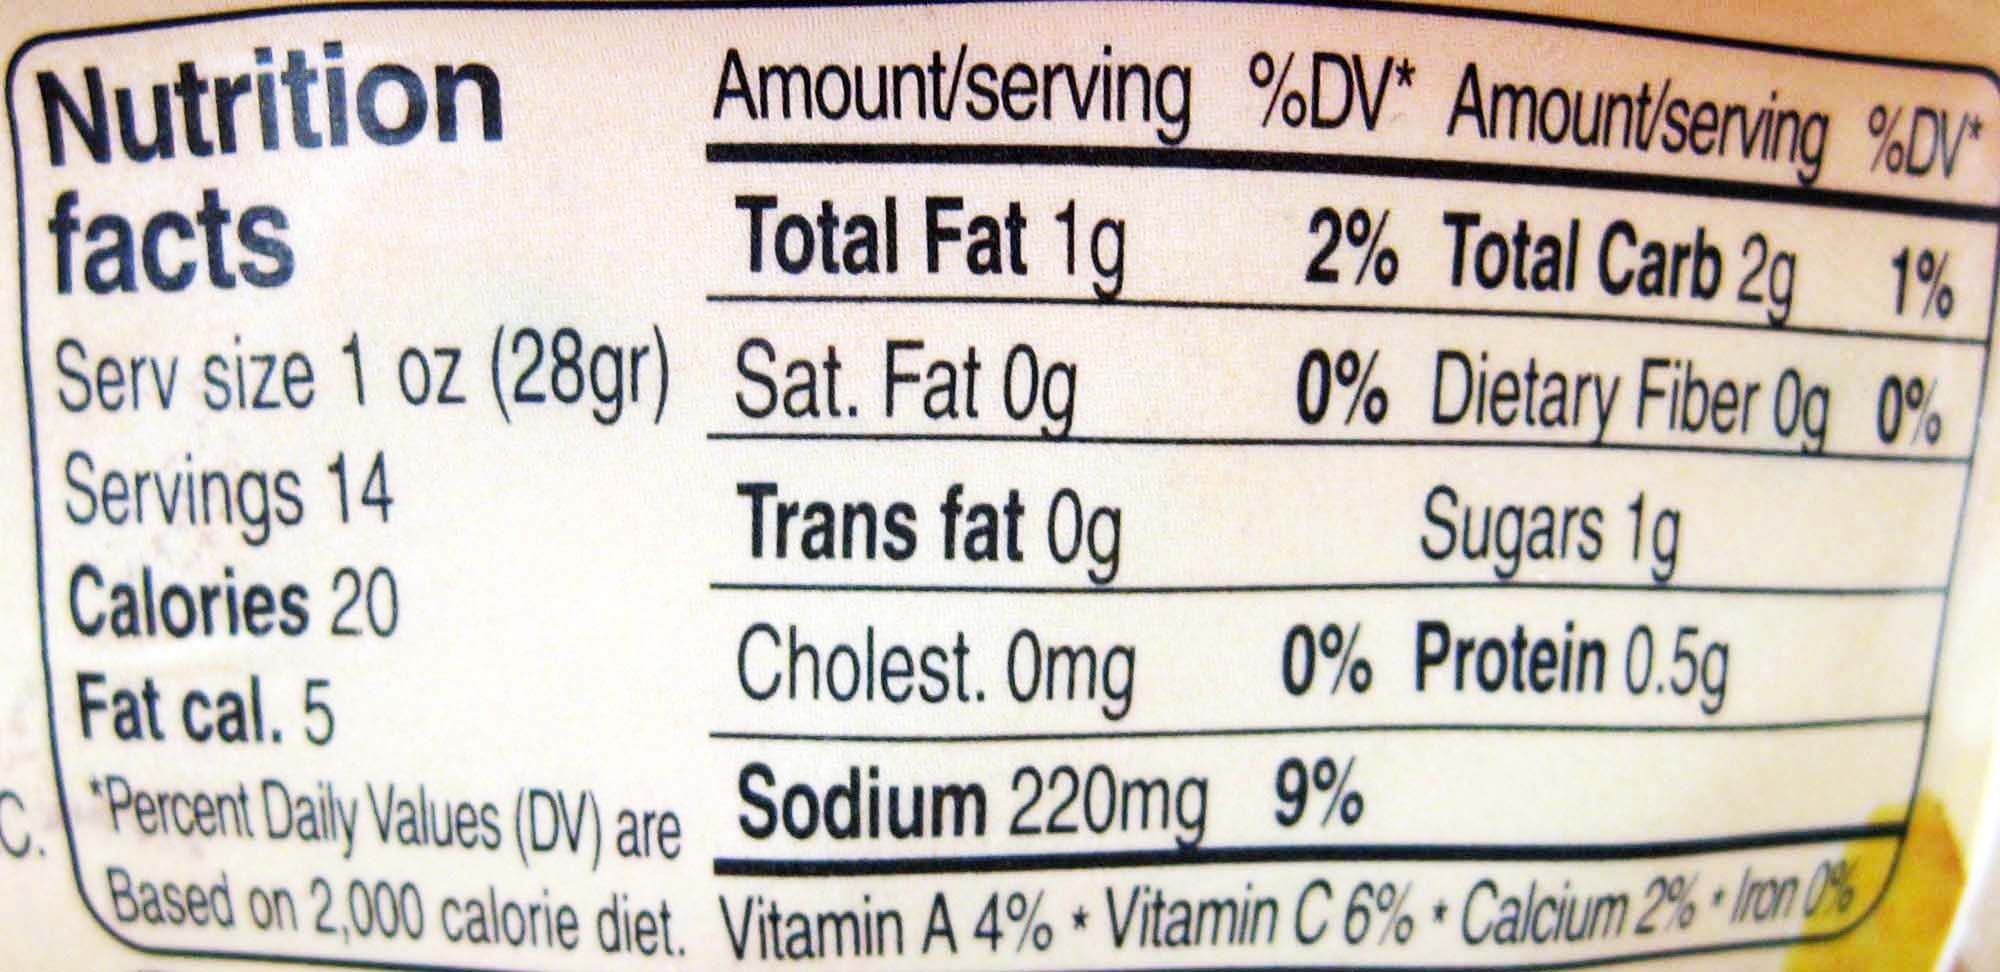 Nutrition
facts
Serv size 1 oz (28gr)
Servings 14
Calories 20
Fat cal. 5
*Percent Daily Values (DV) are
Based on 2,000 calorie diet.
C.
Amount/serving %DV* Amount/serving %DV*
Total Fat 1g 2% Total Carb 2g 1%
Sat. Fat 0g 0% Dietary Fiber 0g 0%
Trans fat 0g Sugars 1g
Cholest. 0mg 0% Protein 0.5g
Sodium 220mg 9%
Vitamin A 4% * Vitamin C 6% * Calcium 2% * Iron 0%